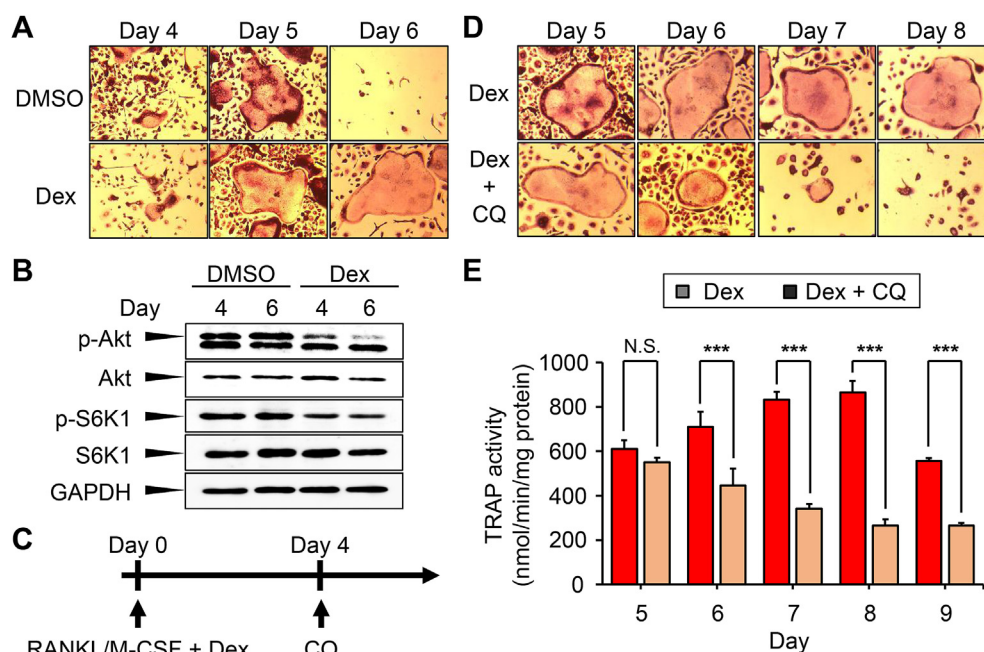 A
Day 4 Day 5 Day 6
DMSO
Dex
B
DMSO Dex
Day 4 6 4 6
p-Akt
Akt
p-S6K1
S6K1
GAPDH
C
Day 0 Day 4
RANKL/M-CSF + Dex CQ
D
Day 5 Day 6 Day 7 Day 8
Dex
Dex
+
CQ
E
Dex Dex + CQ
N.S. *** *** *** ***
TRAP activity
(nmol/min/mg protein)
1000
800
600
400
200
0
5 6 7 8 9
Day